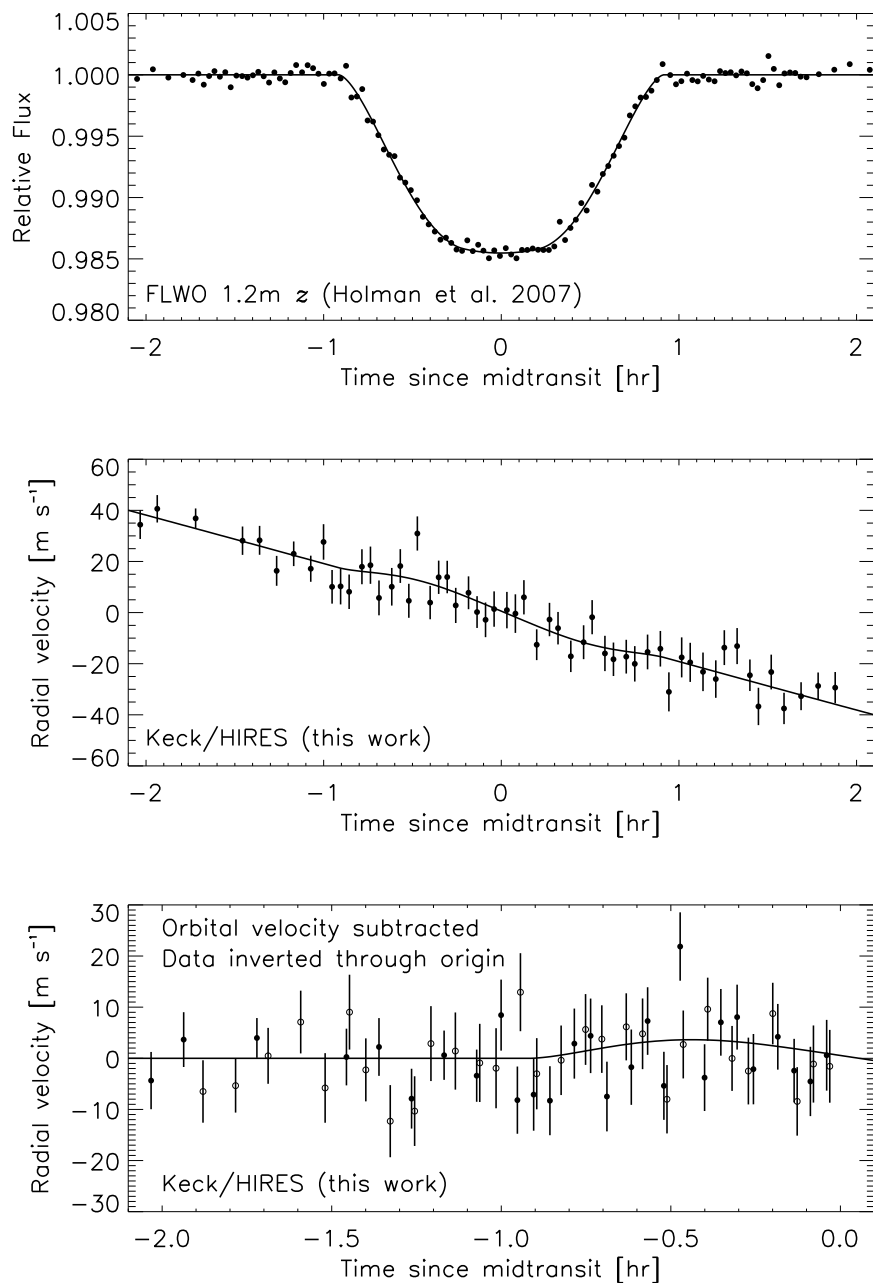 1.005
1.000
0.995
0.990
0.985
0.980
Relative Flux
FLWO 1.2m z (Holman et al. 2007)
-2 -1 0 1 2
Time since midtransit [hr]
60
40
20
0
-20
-40
-60
Radial velocity [m s⁻¹]
Keck/HIRES (this work)
-2 -1 0 1 2
Time since midtransit [hr]
30
20
10
0
-10
-20
-30
Radial velocity [m s⁻¹]
Orbital velocity subtracted
Data inverted through origin
Keck/HIRES (this work)
-2.0 -1.5 -1.0 -0.5 0.0
Time since midtransit [hr]